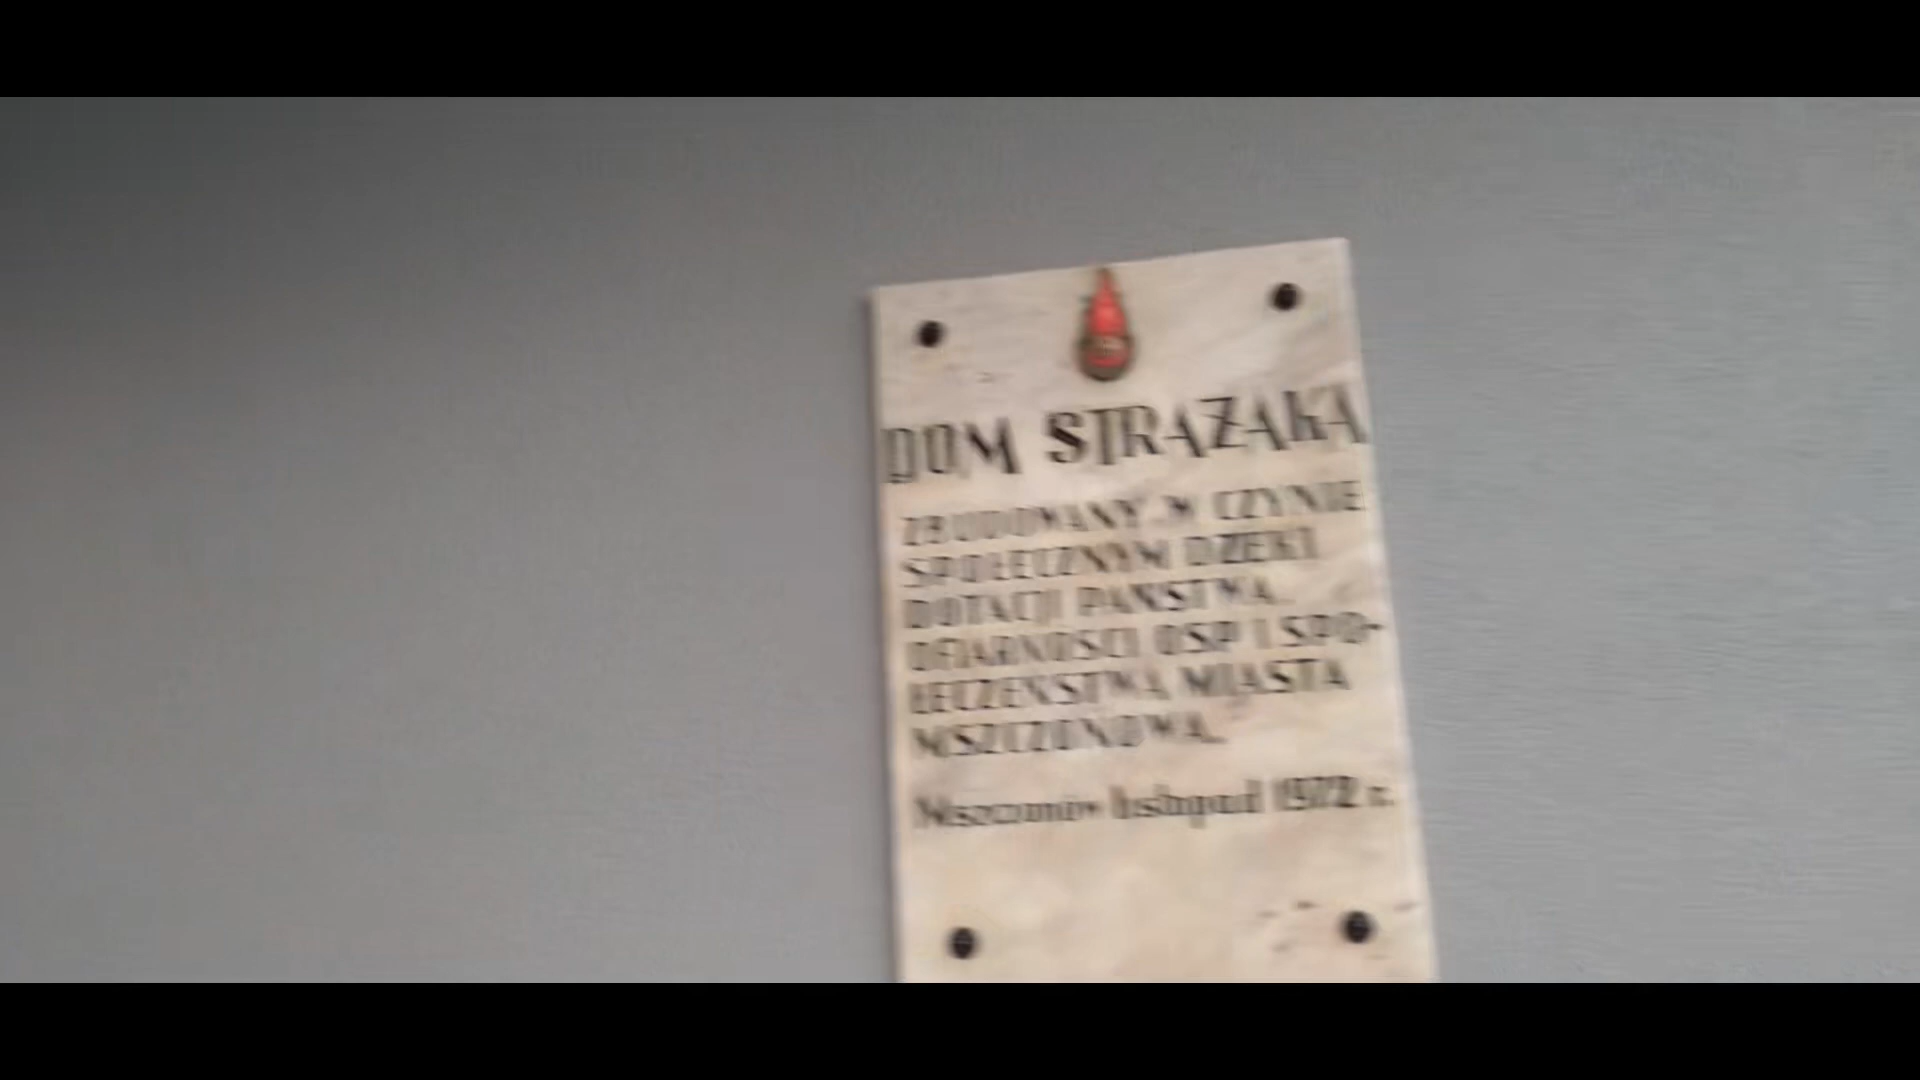 DOM STRAŻAKA
ZBUDOWANY W CZYNIE
SPOŁECZNYM DZIĘKI
DOTACJI PAŃSTWA,
OFIARNOŚCI OSP I SPO-
ŁECZEŃSTWA MIASTA
MSZCZONOWA.
Mszczonów listopad 1972 r.